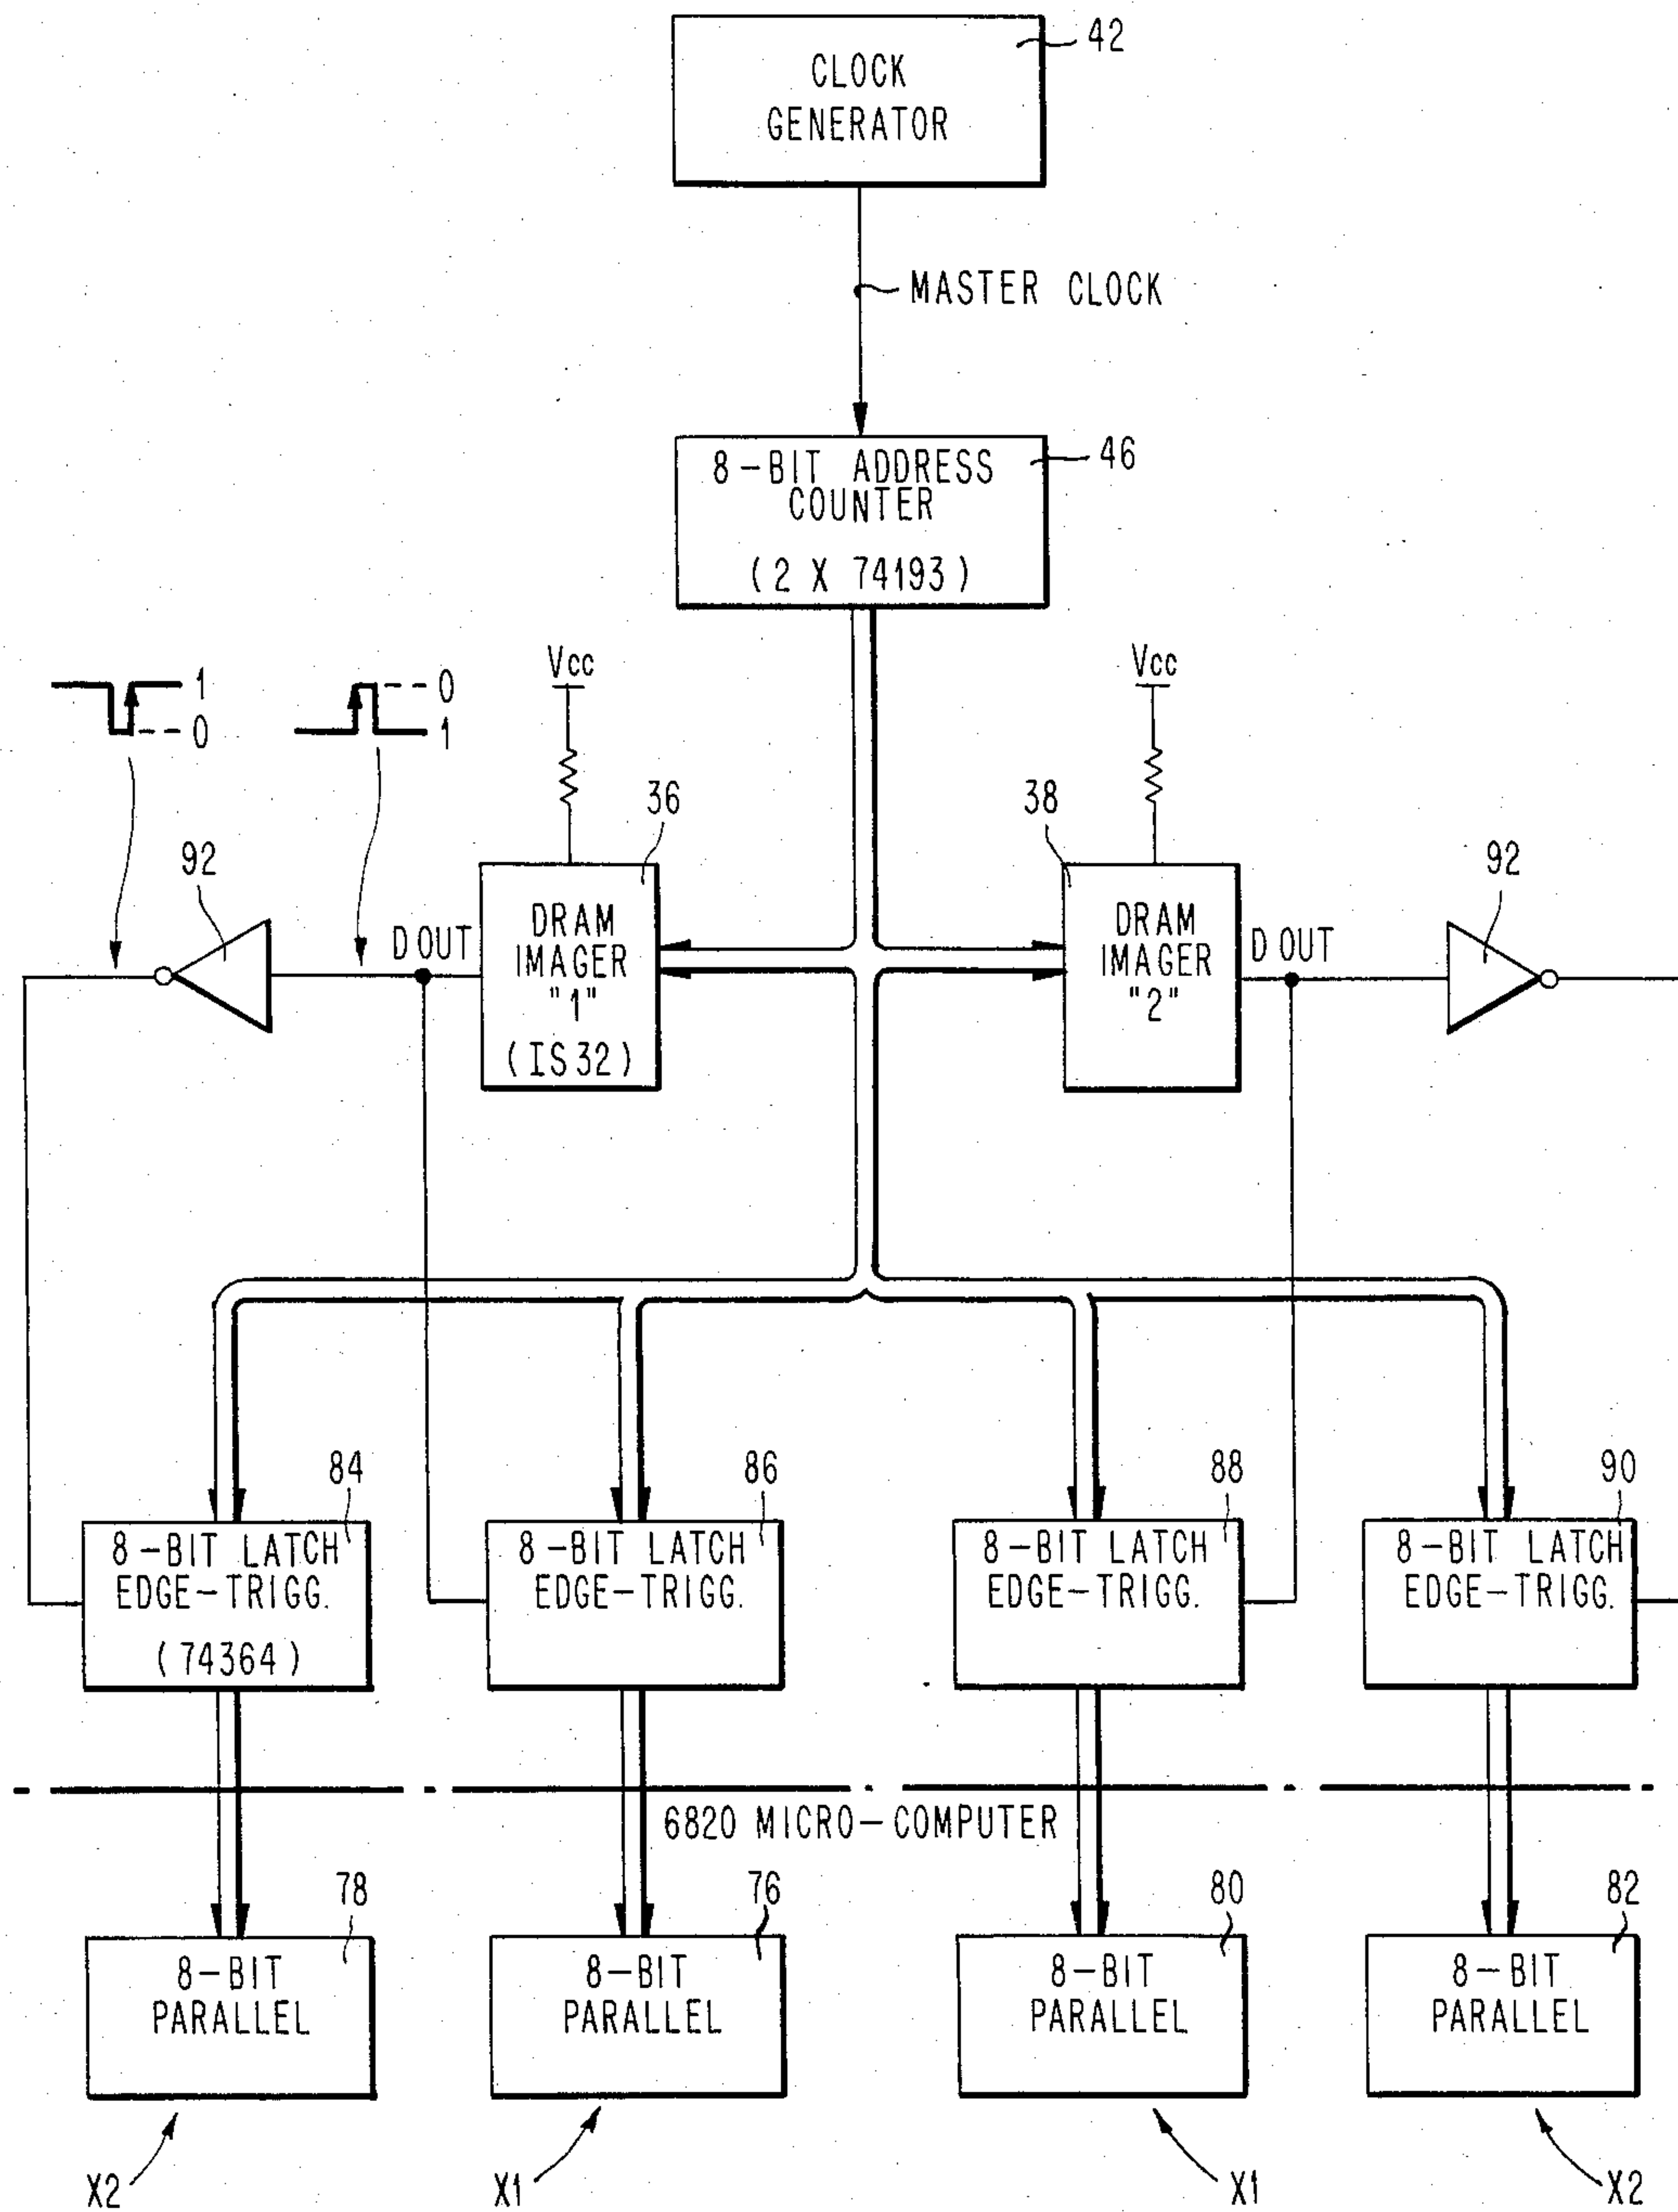 CLOCK
GENERATOR
42
MASTER CLOCK
8-BIT ADDRESS
COUNTER
(2 X 74193)
46
1
0
0
1
Vcc
Vcc
92
36
38
92
D OUT
DRAM
IMAGER
"1"
(IS32)
DRAM
IMAGER
"2"
D OUT
84
86
88
90
8-BIT LATCH
EDGE-TRIGG.
(74364)
8-BIT LATCH
EDGE-TRIGG.
8-BIT LATCH
EDGE-TRIGG.
8-BIT LATCH
EDGE-TRIGG.
6820 MICRO-COMPUTER
78
76
80
82
8-BIT
PARALLEL
8-BIT
PARALLEL
8-BIT
PARALLEL
8-BIT
PARALLEL
X2
X1
X1
X2